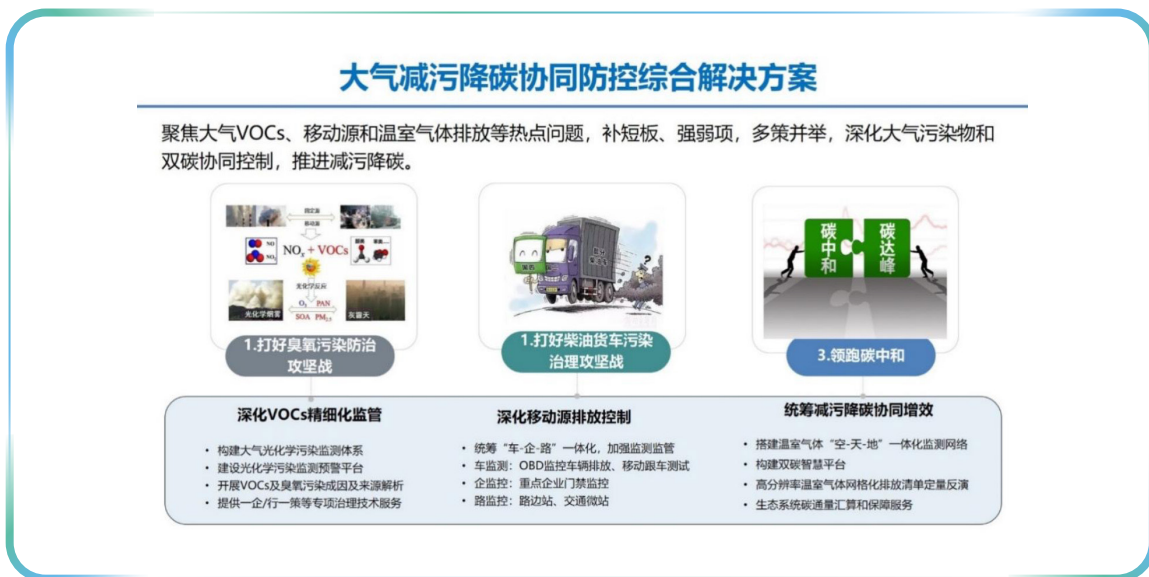 大气减污降碳协同防控综合解决方案
聚焦大气VOCs、移动源和温室气体排放等热点问题，补短板、强弱项，多策并举，深化大气污染物和
双碳协同控制，推进减污降碳。
固定源
移动源
NO
NO₂
NOx + VOCs
光化学反应
O₃ PAN
SOA PM2.5
光化学烟雾
灰霾天
1.打好臭氧污染防治
攻坚战
1.打好柴油货车污染
治理攻坚战
碳中和
碳达峰
3.领跑碳中和
深化VOCs精细化监管
• 构建大气光化学污染监测体系
• 建设光化学污染监测预警平台
• 开展VOCs及臭氧污染成因及来源解析
• 提供一企/行一策等专项治理技术服务
深化移动源排放控制
• 统筹“车-企-路”一体化，加强监测监管
• 车监测：OBD监控车辆排放、移动跟车测试
• 企监控：重点企业门禁监控
• 路监控：路边站、交通微站
统筹减污降碳协同增效
• 搭建温室气体“空-天-地”一体化监测网络
• 构建双碳智慧平台
• 高分辨率温室气体网格化排放清单定量反演
• 生态系统碳通量汇算和保障服务